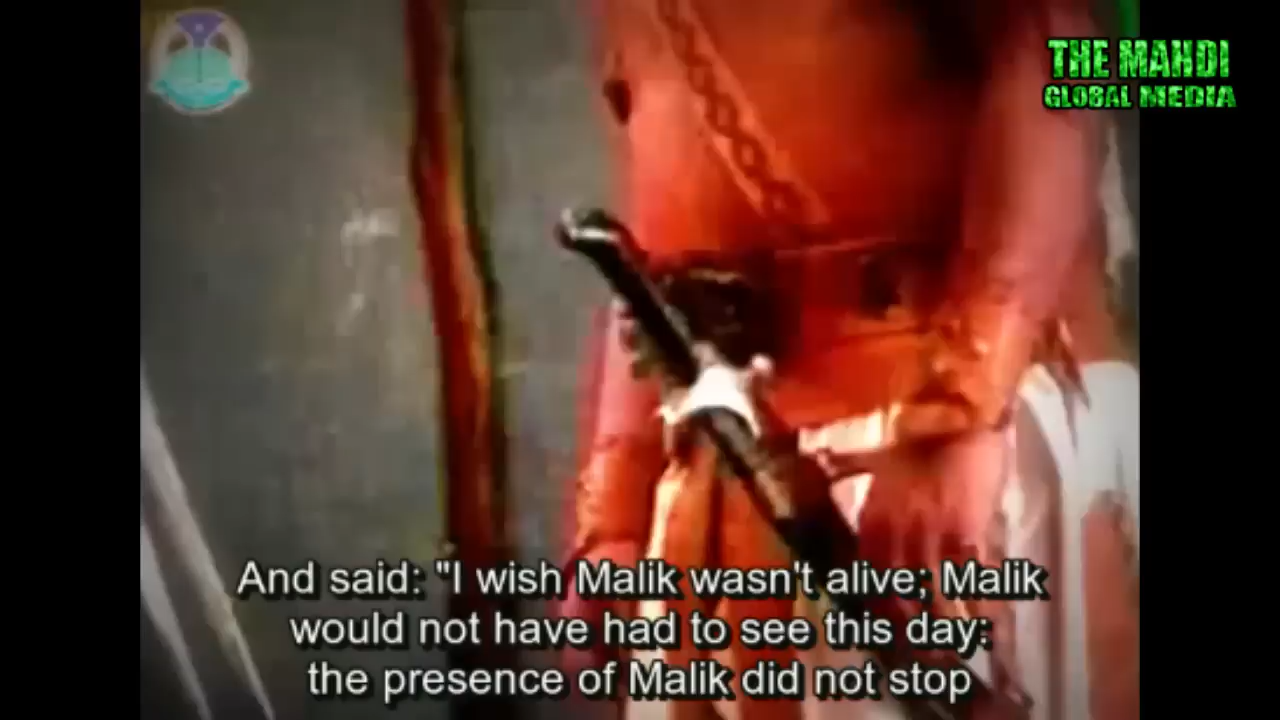 THE MAHDI
GLOBAL MEDIA
And said: "I wish Malik wasn't alive; Malik
would not have had to see this day:
the presence of Malik did not stop